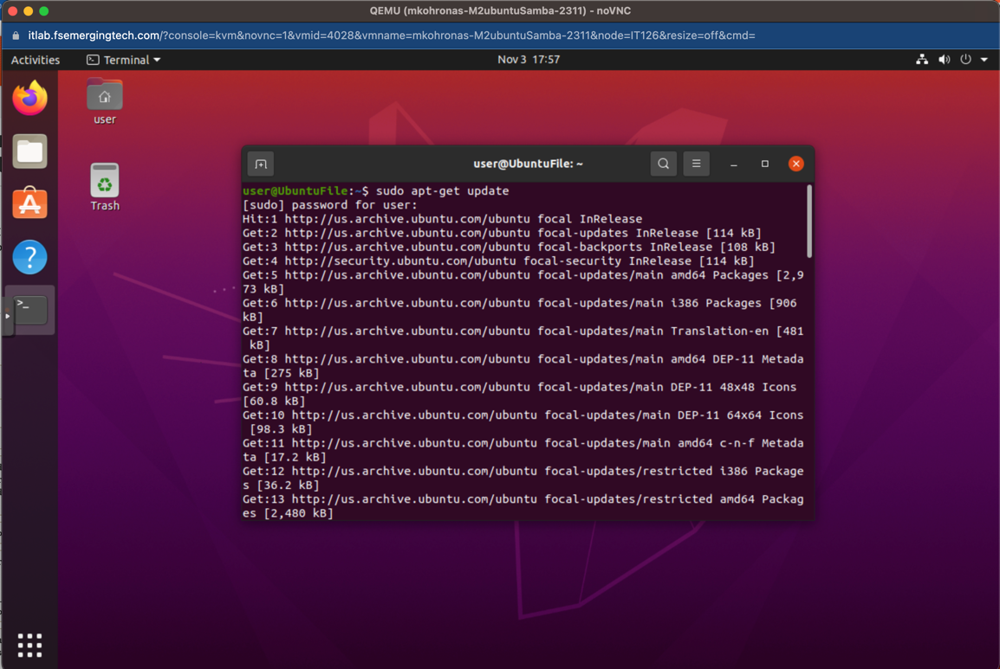 QEMU (mkohronas-M2ubuntuSamba-2311) - noVNC
itlab.fsemergingtech.com/?console=kvm&novnc=1&vmid=4028&vmname=mkohronas-M2ubuntuSamba-2311&node=IT126&resize=off&cmd=
Activities Terminal Nov 3 17:57
user
Trash
user@UbuntuFile: ~
user@UbuntuFile:~$ sudo apt-get update
[sudo] password for user:
Hit:1 http://us.archive.ubuntu.com/ubuntu focal InRelease
Get:2 http://us.archive.ubuntu.com/ubuntu focal-updates InRelease [114 kB]
Get:3 http://us.archive.ubuntu.com/ubuntu focal-backports InRelease [108 kB]
Get:4 http://security.ubuntu.com/ubuntu focal-security InRelease [114 kB]
Get:5 http://us.archive.ubuntu.com/ubuntu focal-updates/main amd64 Packages [2,9
73 kB]
Get:6 http://us.archive.ubuntu.com/ubuntu focal-updates/main i386 Packages [906
kB]
Get:7 http://us.archive.ubuntu.com/ubuntu focal-updates/main Translation-en [481
kB]
Get:8 http://us.archive.ubuntu.com/ubuntu focal-updates/main amd64 DEP-11 Metada
ta [275 kB]
Get:9 http://us.archive.ubuntu.com/ubuntu focal-updates/main DEP-11 48x48 Icons
[60.8 kB]
Get:10 http://us.archive.ubuntu.com/ubuntu focal-updates/main DEP-11 64x64 Icons
[98.3 kB]
Get:11 http://us.archive.ubuntu.com/ubuntu focal-updates/main amd64 c-n-f Metada
ta [17.2 kB]
Get:12 http://us.archive.ubuntu.com/ubuntu focal-updates/restricted i386 Package
s [36.2 kB]
Get:13 http://us.archive.ubuntu.com/ubuntu focal-updates/restricted amd64 Packag
es [2,480 kB]